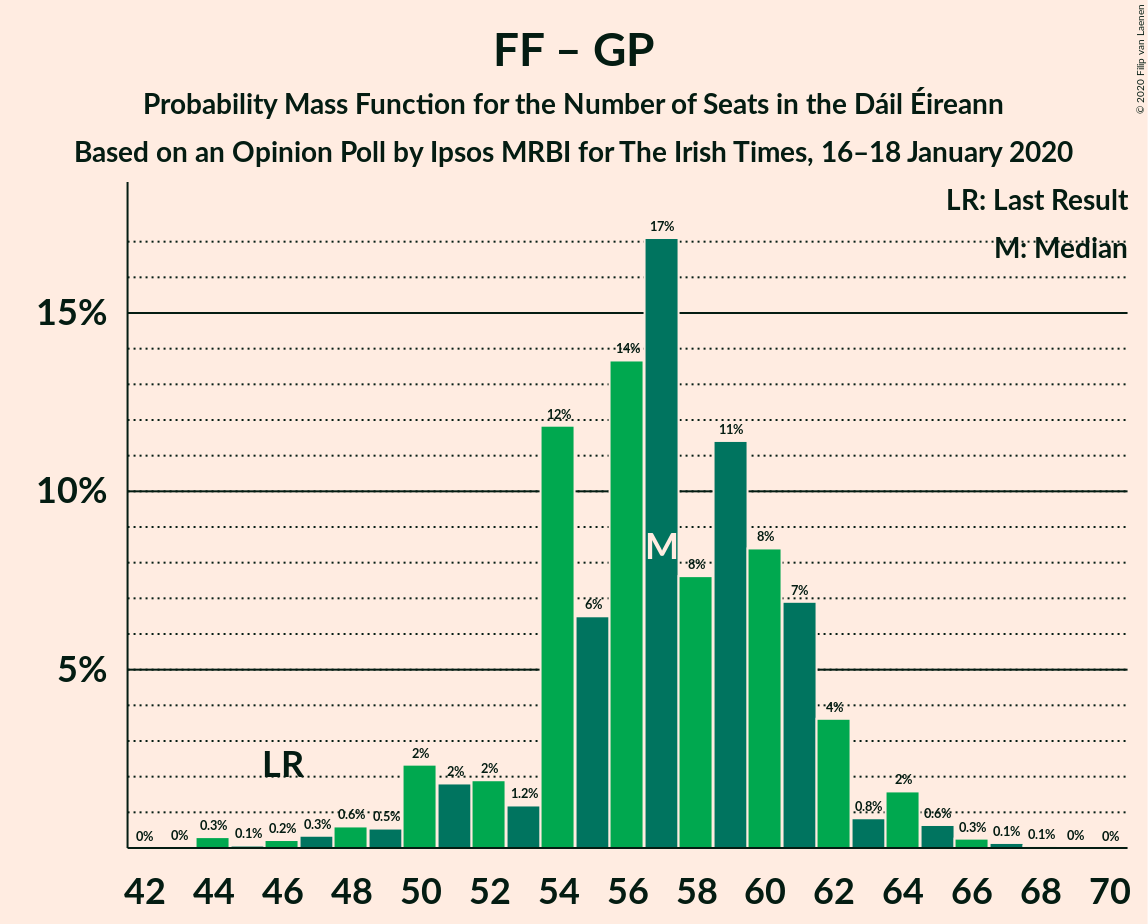 FF – GP
Probability Mass Function for the Number of Seats in the Dáil Éireann
Based on an Opinion Poll by Ipsos MRBI for The Irish Times, 16–18 January 2020
© 2020 Filip van Laenen
LR: Last Result
M: Median
15%
10%
5%
0% 0% 0.3% 0.1% 0.2% 0.3% 0.6% 0.5% 2% 2% 2% 1.2% 12% 6% 14% 17% 8% 11% 8% 7% 4% 0.8% 2% 0.6% 0.3% 0.1% 0.1% 0% 0%
LR
M
42 44 46 48 50 52 54 56 58 60 62 64 66 68 70